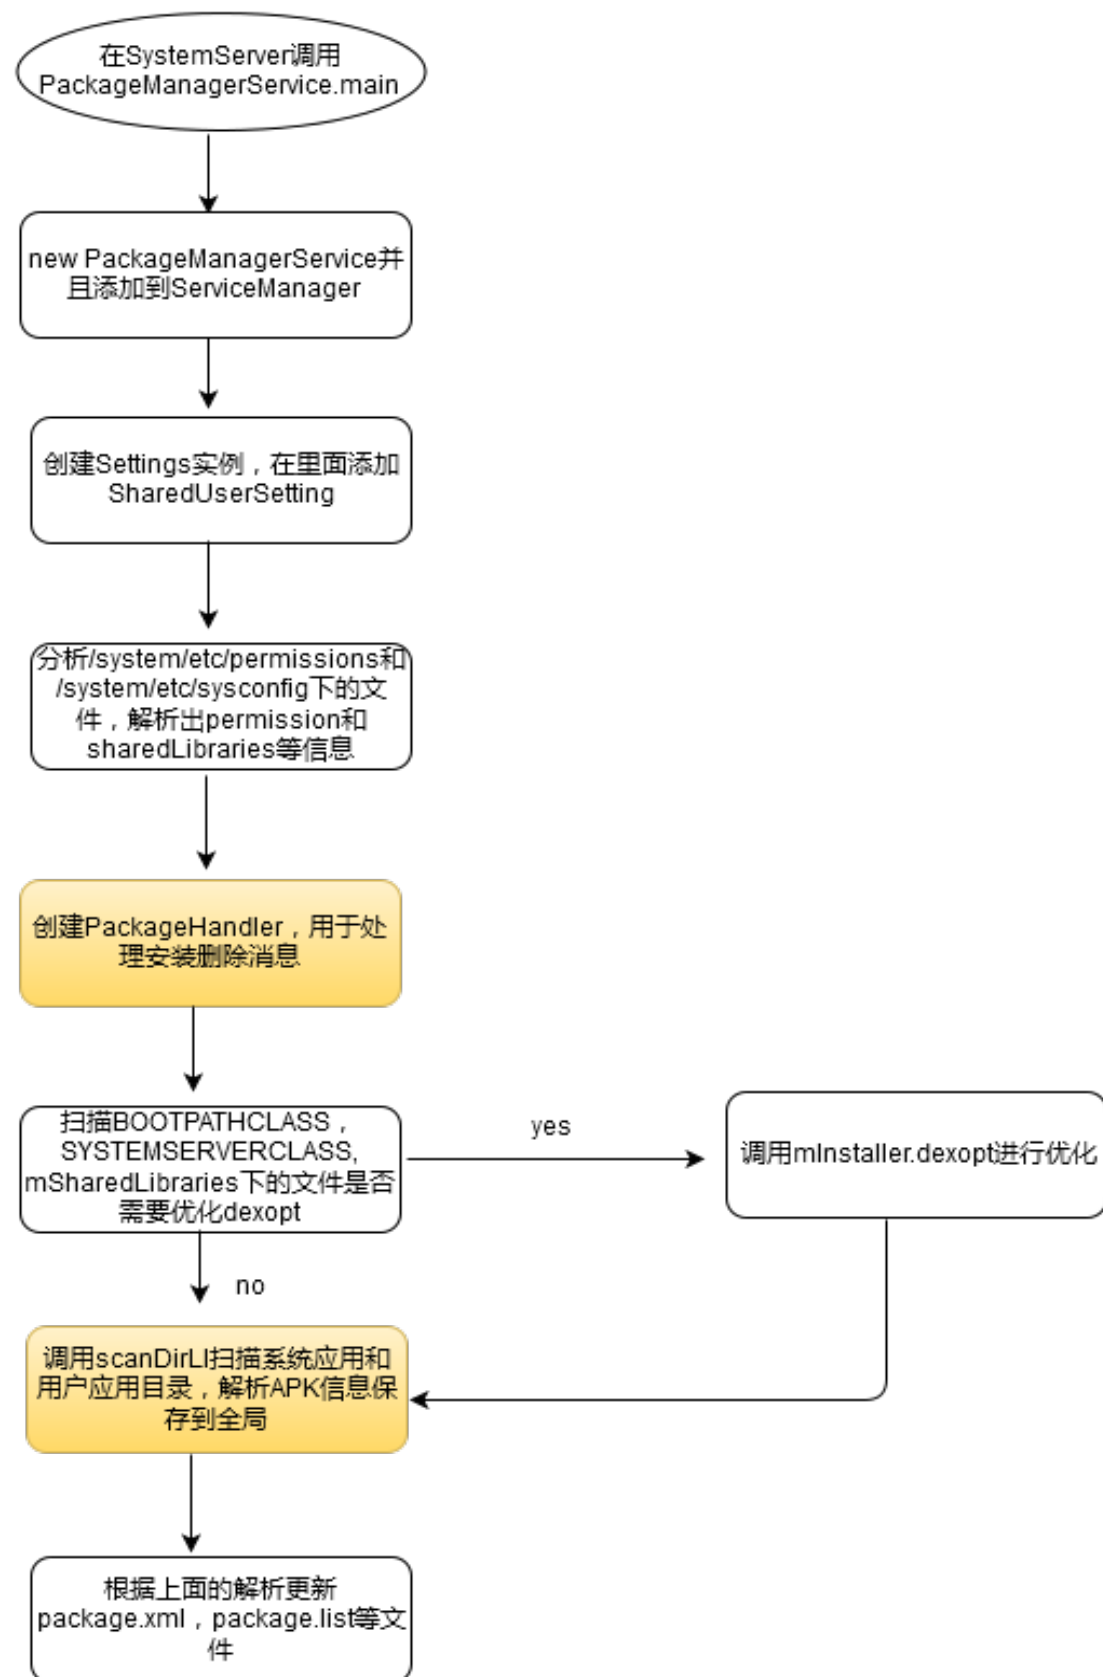 在SystemServer调用
PackageManagerService.main
new PackageManagerService并
且添加到ServiceManager
创建Settings实例，在里面添加
SharedUserSetting
分析/system/etc/permissions和
/system/etc/sysconfig下的文
件，解析出permission和
sharedLibraries等信息
创建PackageHandler，用于处
理安装删除消息
扫描BOOTPATHCLASS，
SYSTEMSERVERCLASS,
mSharedLibraries下的文件是否
需要优化dexopt
yes
调用mInstaller.dexopt进行优化
no
调用scanDirLI扫描系统应用和
用户应用目录，解析APK信息保
存到全局
根据上面的解析更新
package.xml，package.list等文
件